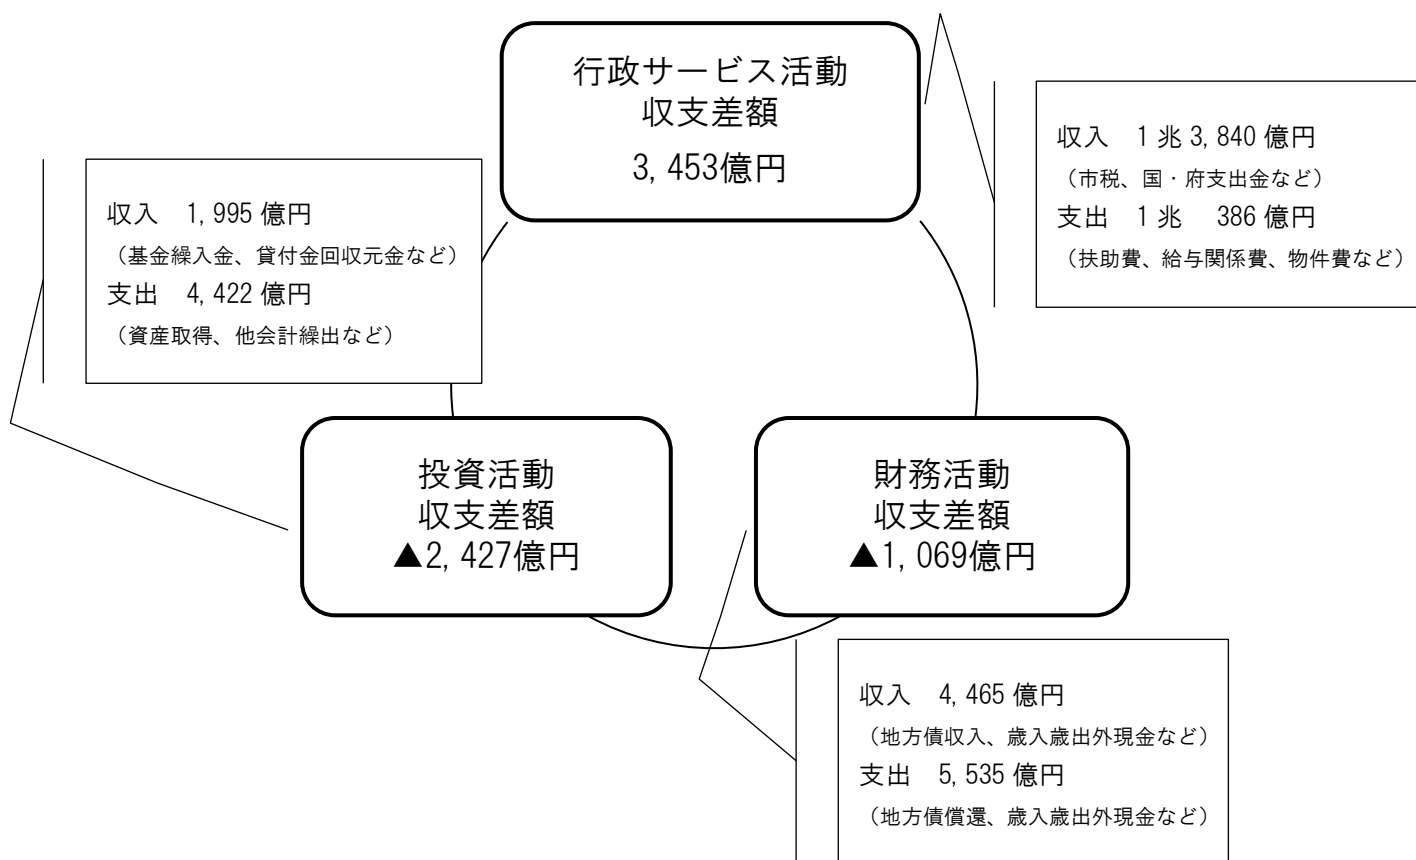 行政サービス活動
収支差額
3,453億円
収入　1兆3,840億円
（市税、国・府支出金など）
支出　1兆　386億円
（扶助費、給与関係費、物件費など）
収入　1,995億円
（基金繰入金、貸付金回収元金など）
支出　4,422億円
（資産取得、他会計繰出など）
投資活動
収支差額
▲2,427億円
財務活動
収支差額
▲1,069億円
収入　4,465億円
（地方債収入、歳入歳出外現金など）
支出　5,535億円
（地方債償還、歳入歳出外現金など）